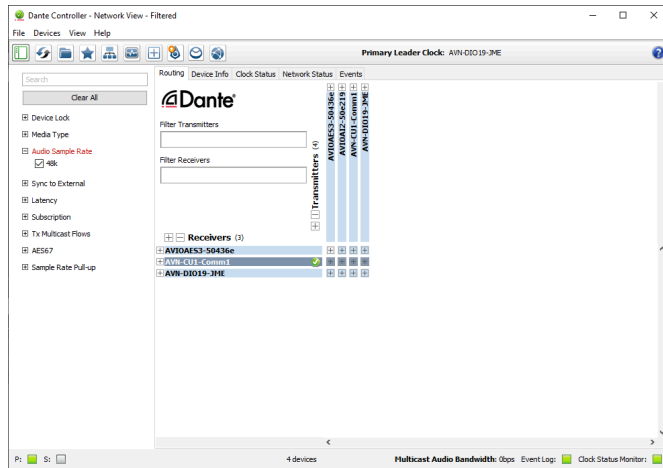 Dante Controller - Network View - Filtered
File Devices View Help
Primary Leader Clock: AVN-DIO19-JME
?
Search
Clear All
Device Lock
Media Type
Audio Sample Rate
48k
Sync to External
Latency
Subscription
Tx Multicast Flows
AES67
Sample Rate Pull-up
Routing Device Info Clock Status Network Status Events
Dante
Filter Transmitters
Filter Receivers
Transmitters (4)
AVIOAES3-50436e
AVIOAI2-50e219
AVN-CU1-Comm1
AVN-DIO19-JME
Receivers (3)
AVIOAES3-50436e
AVN-CU1-Comm1
AVN-DIO19-JME
P: S: 4 devices Multicast Audio Bandwidth: 0bps Event Log: Clock Status Monitor: